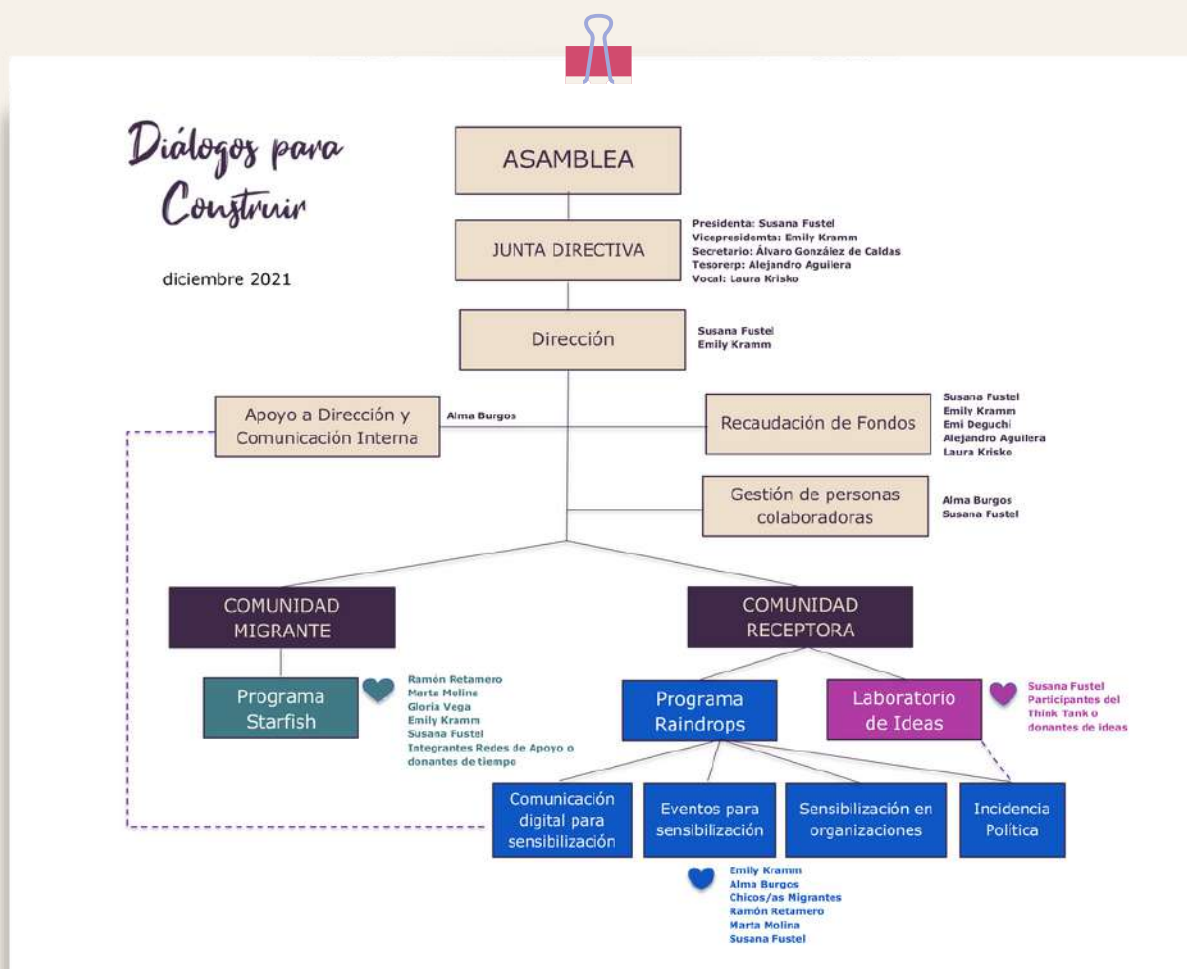 Diálogos para
Construir
diciembre 2021
ASAMBLEA
JUNTA DIRECTIVA
Presidenta: Susana Fustel
Vicepresidemta: Emily Kramm
Secretario: Álvaro González de Caldas
Tesorerp: Alejandro Aguilera
Vocal: Laura Krisko
Dirección
Susana Fustel
Emily Kramm
Apoyo a Dirección y
Comunicación Interna
Alma Burgos
Recaudación de Fondos
Susana Fustel
Emily Kramm
Emi Deguchi
Alejandro Aguilera
Laura Krisko
Gestión de personas
colaboradoras
Alma Burgos
Susana Fustel
COMUNIDAD
MIGRANTE
COMUNIDAD
RECEPTORA
Programa
Starfish
Ramón Retamero
Marta Moline
Gloria Vega
Emily Kramm
Susana Fustel
Integrantes Redes de Apoyo o
donantes de tiempo
Programa
Raindrops
Laboratorio
de Ideas
Susana Fustel
Participantes del
Think Tank o
donantes de ideas
Comunicación
digital para
sensibilización
Eventos para
sensibilización
Sensibilización en
organizaciones
Incidencia
Política
Emily Kramm
Alma Burgos
Chicos/as Migrantes
Ramón Retamero
Marta Molina
Susana Fustel